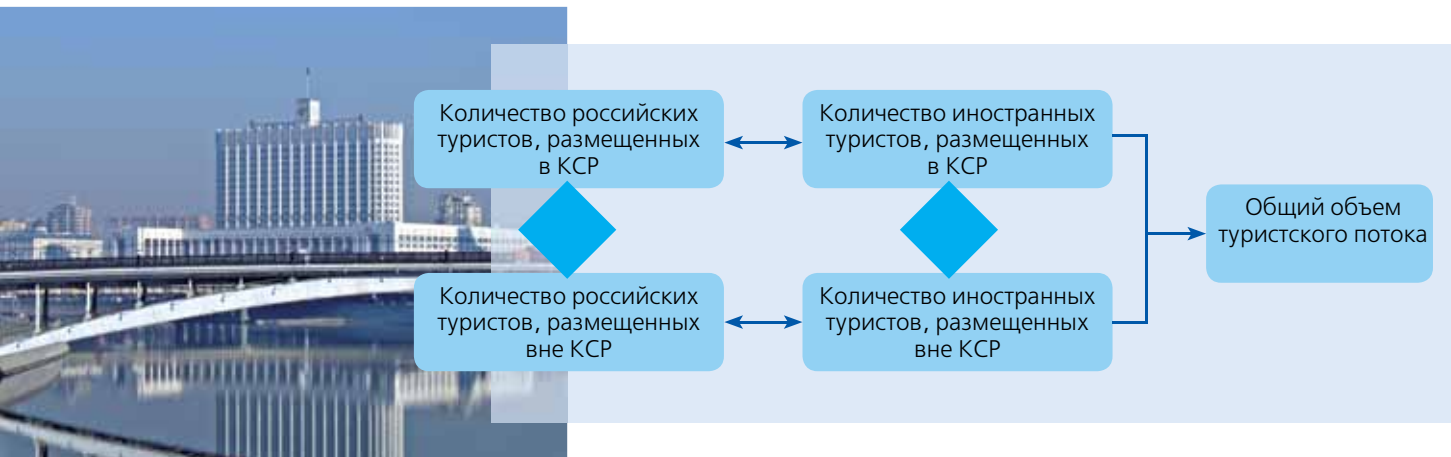 Количество российских
туристов, размещенных
в КСР
Количество иностранных
туристов, размещенных
в КСР
Общий объем
туристского потока
Количество российских
туристов, размещенных
вне КСР
Количество иностранных
туристов, размещенных
вне КСР